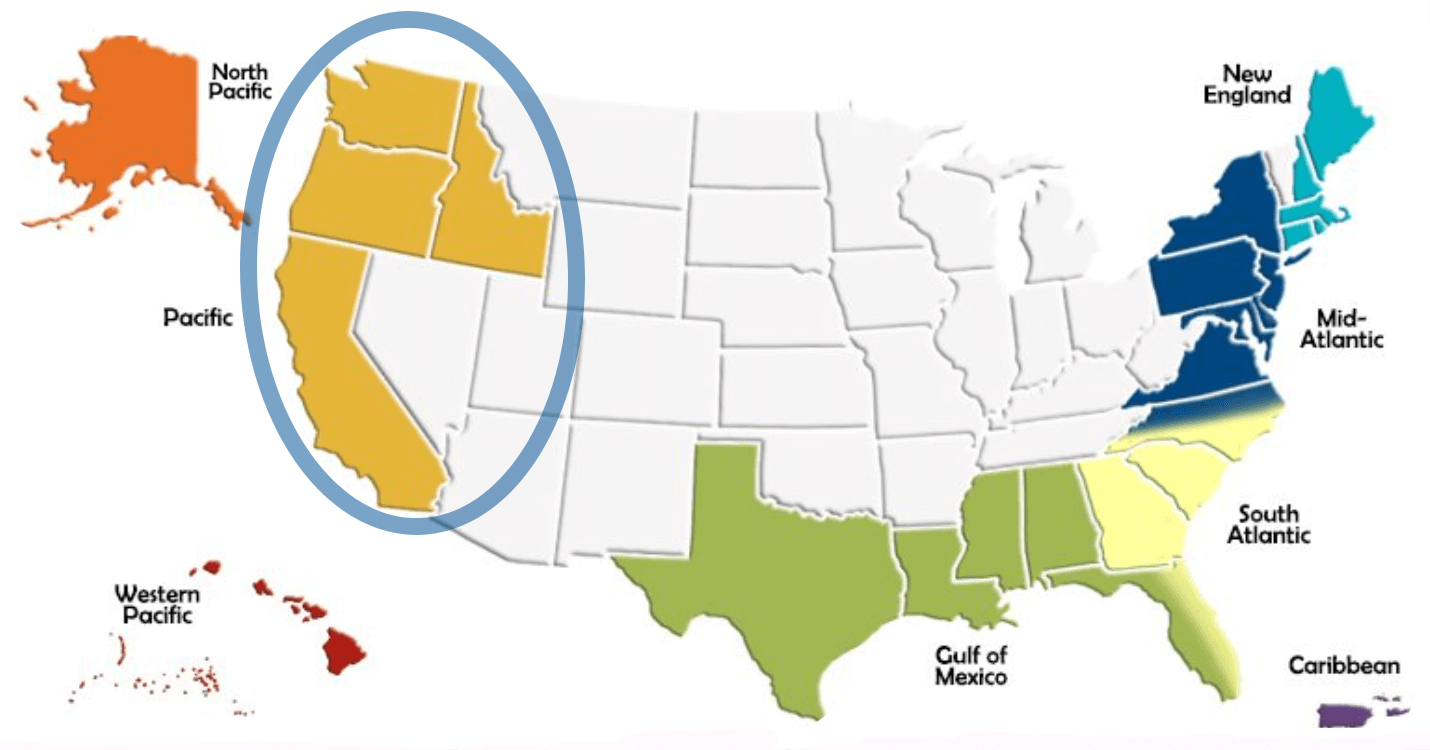 North
Pacific
New
England
Pacific
Mid-
Atlantic
South
Atlantic
Western
Pacific
Gulf of
Mexico
Caribbean